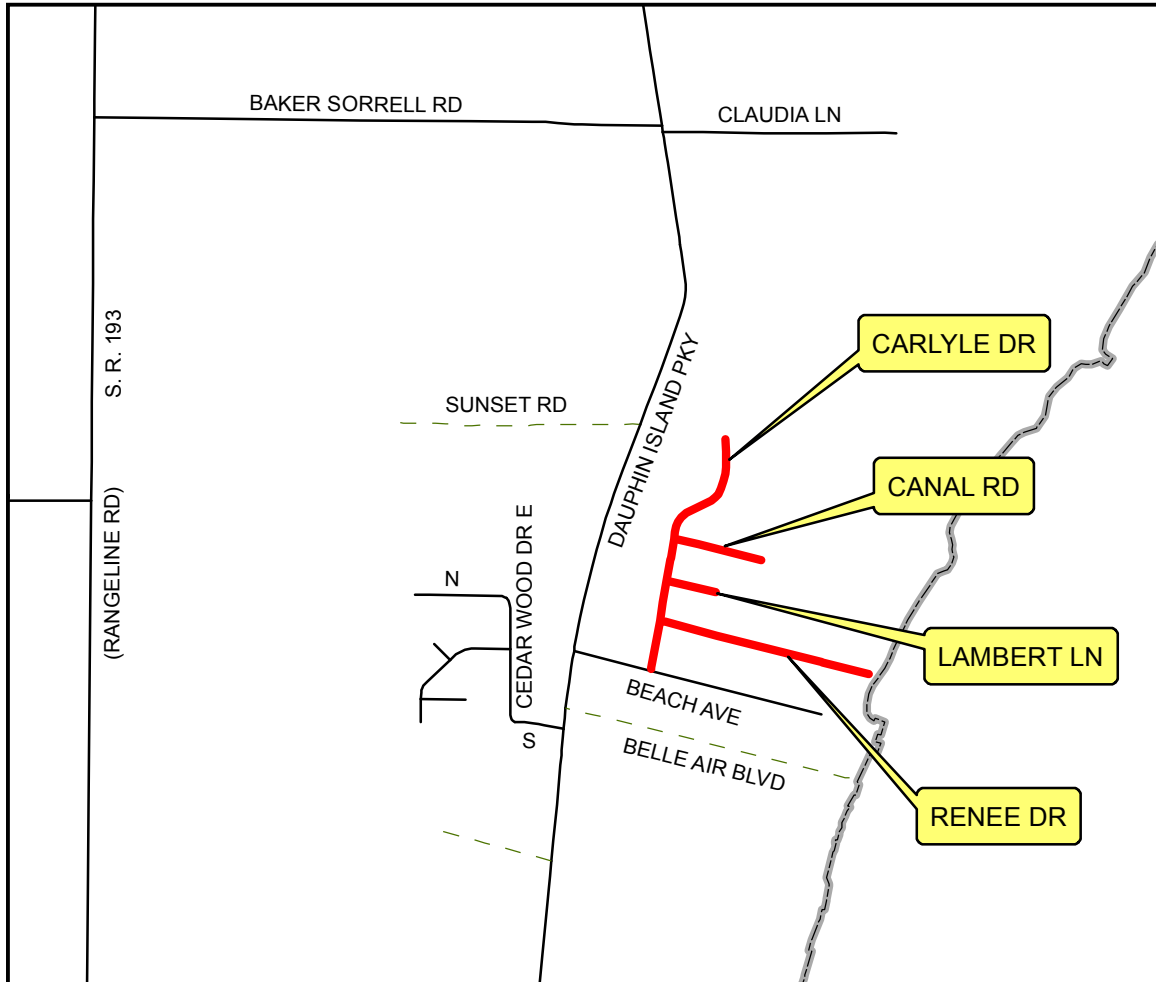 BAKER SORRELL RD
CLAUDIA LN
S. R. 193
(RANGELINE RD)
DAUPHIN ISLAND PKY
CARLYLE DR
SUNSET RD
CANAL RD
CEDAR WOOD DR E
N
S
LAMBERT LN
BEACH AVE
BELLE AIR BLVD
RENEE DR